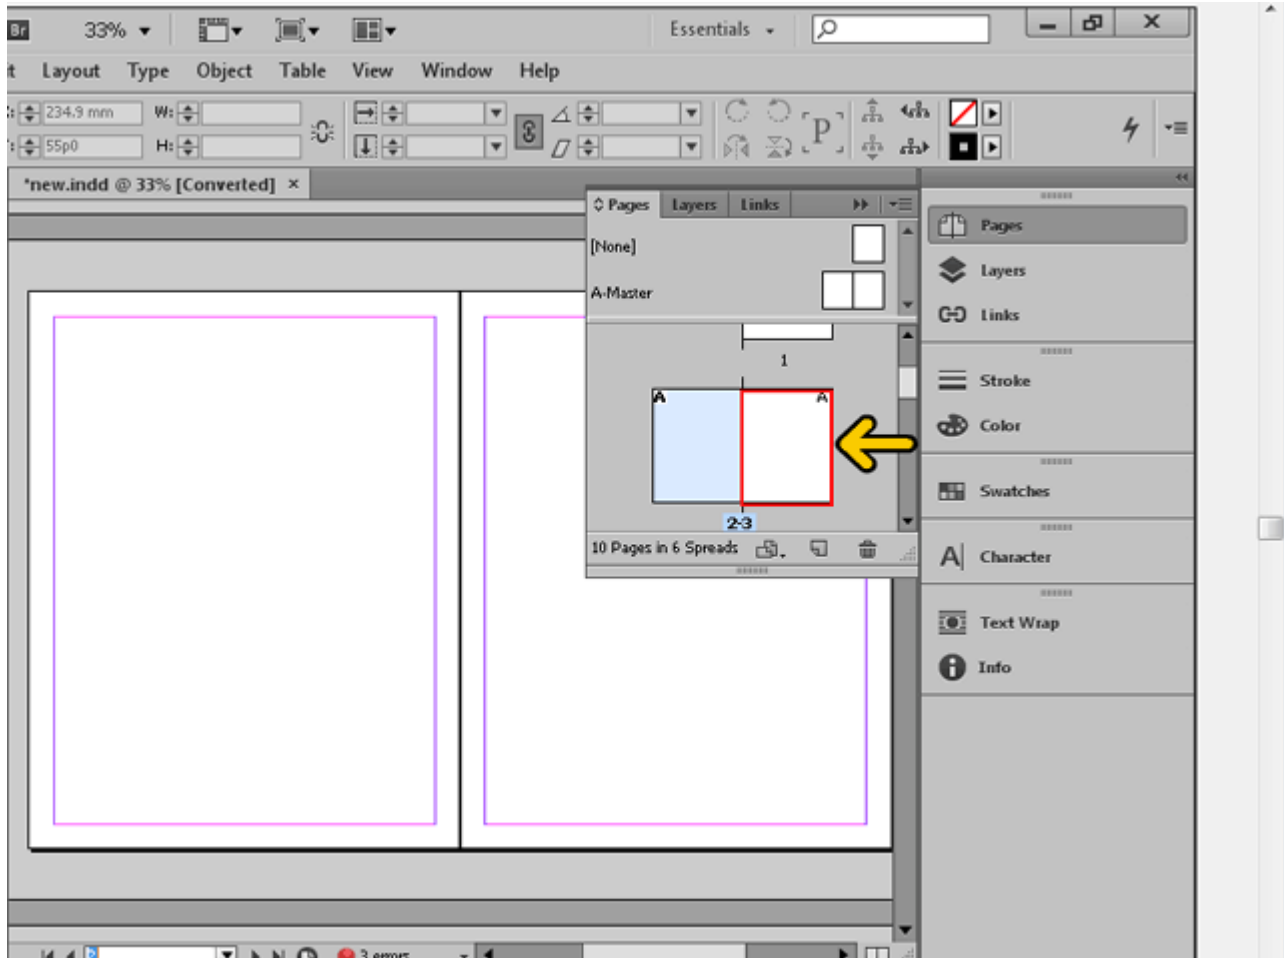 Br 33% Essentials
Layout Type Object Table View Window Help
234.9 mm W:
55p0 H: P
*new.indd @ 33% [Converted] ×
Pages Layers Links
[None]
A-Master
1
A A
2-3
10 Pages in 6 Spreads
Pages
Layers
Links
Stroke
Color
Swatches
A Character
Text Wrap
Info
3 errors